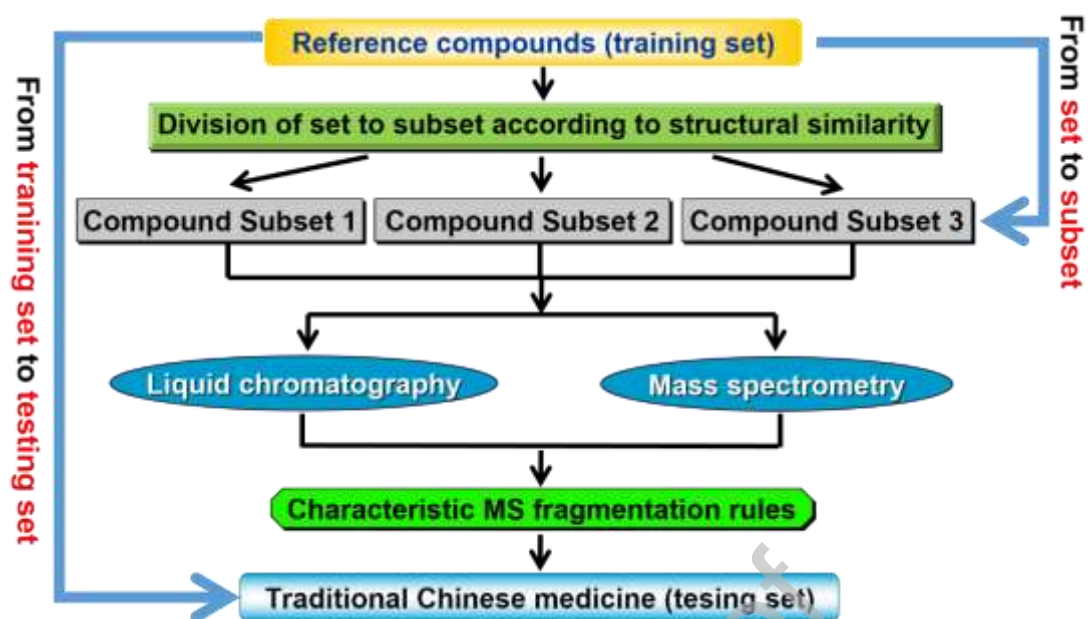 Reference compounds (training set)
Division of set to subset according to structural similarity
Compound Subset 1
Compound Subset 2
Compound Subset 3
Liquid chromatography
Mass spectrometry
Characteristic MS fragmentation rules
Traditional Chinese medicine (tesing set)
From tranining set to testing set
From set to subset